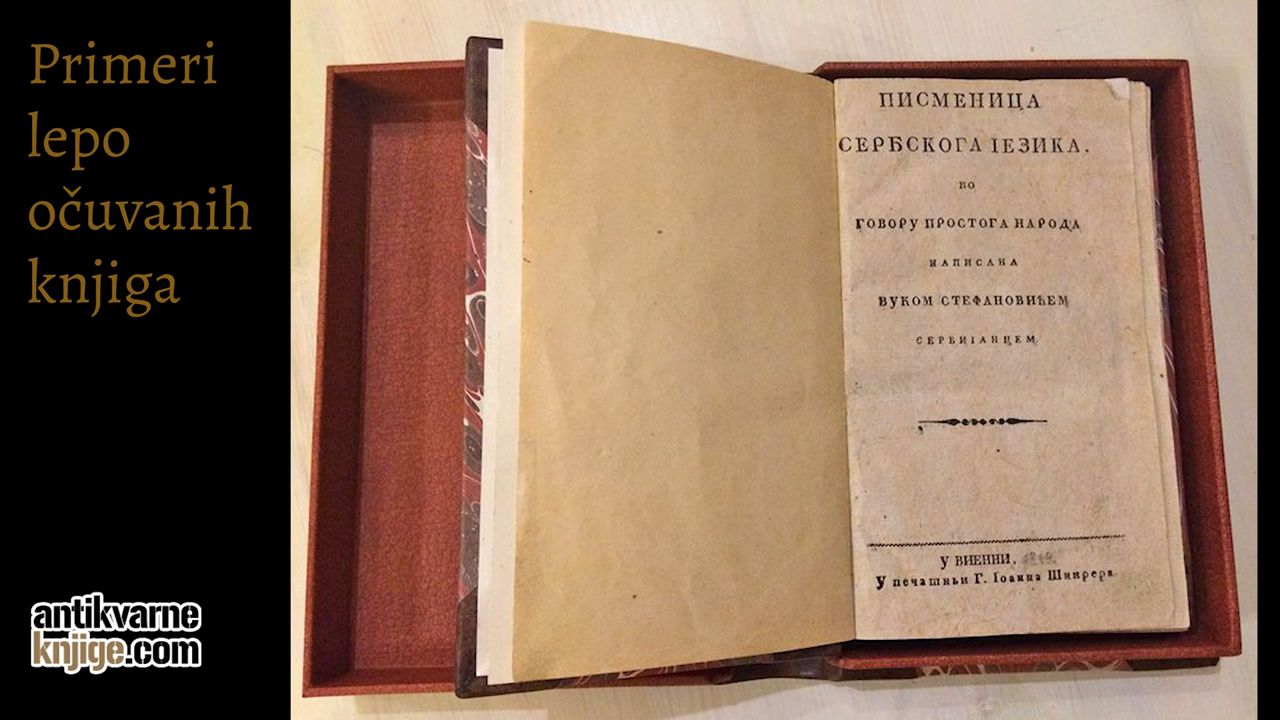 Primeri
lepo
očuvanih
knjiga
antikvarne
knjige.com
ПИСМЕНИЦА
СЕРБСКОГА ІЕЗИКА,
ПО
ГОВОРУ ПРОСТОГА НАРОДА
НАПИСАНА
ВУКОМ СТЕФАНОВИЋЕМ
СЕРБИІАНЦЕМ
У ВИЕННИ,
У печатньи Г. Іоанна Шнирера